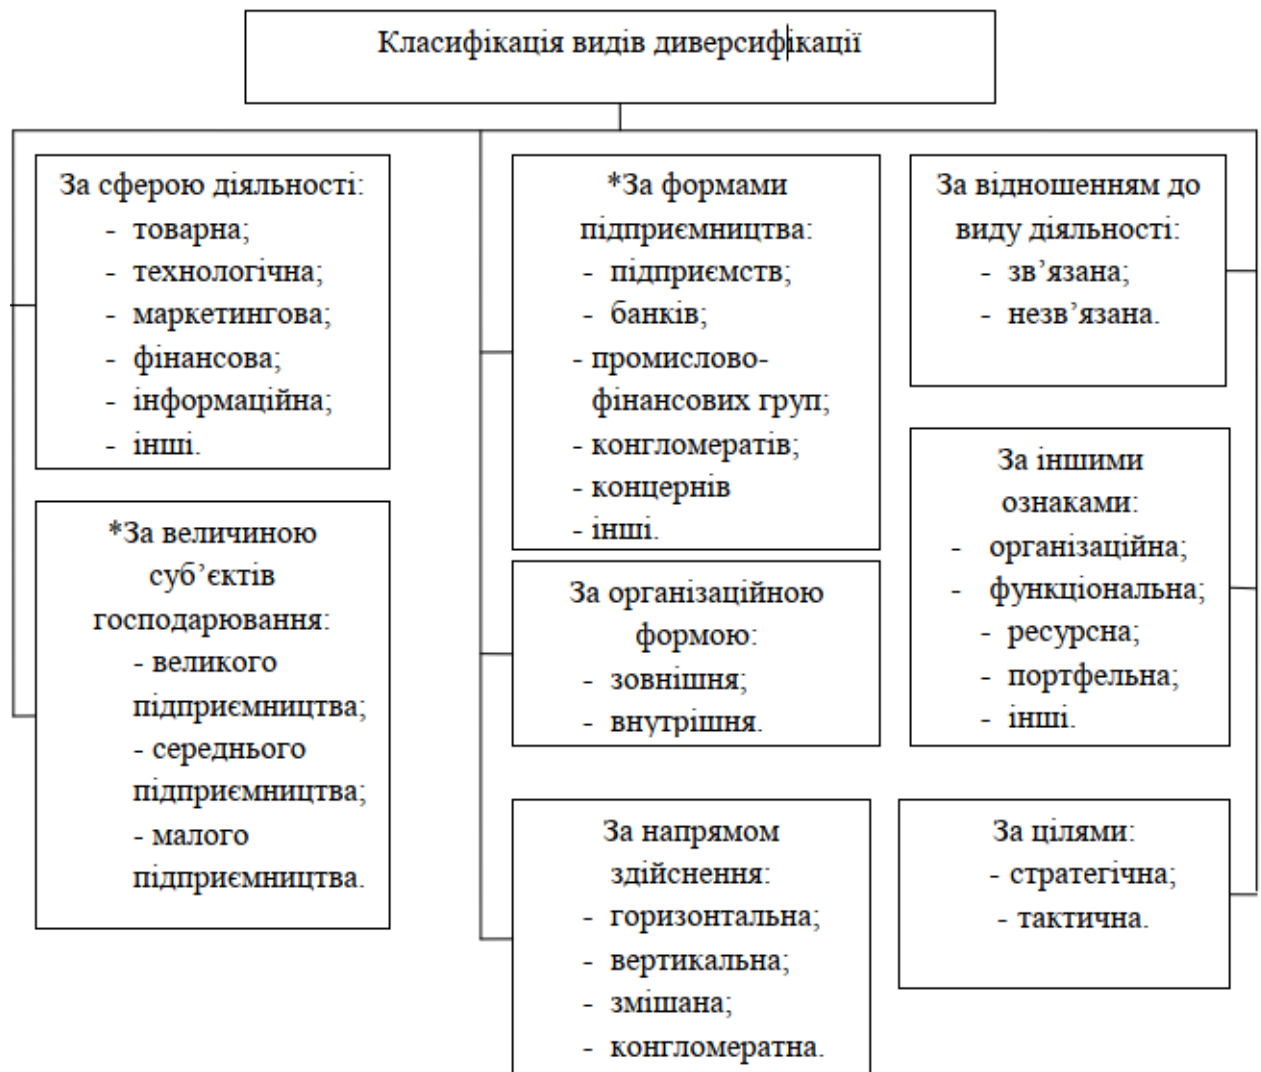 Класифікація видів диверсифікації
За сферою діяльності:
- товарна;
- технологічна;
- маркетингова;
- фінансова;
- інформаційна;
- інші.
*За величиною
суб’єктів
господарювання:
- великого
підприємництва;
- середнього
підприємництва;
- малого
підприємництва.
*За формами
підприємництва:
- підприємств;
- банків;
- промислово-
фінансових груп;
- конгломератів;
- концернів
- інші.
За організаційною
формою:
- зовнішня;
- внутрішня.
За напрямом
здійснення:
- горизонтальна;
- вертикальна;
- змішана;
- конгломератна.
За відношенням до
виду діяльності:
- зв’язана;
- незв’язана.
За іншими
ознаками:
- організаційна;
- функціональна;
- ресурсна;
- портфельна;
- інші.
За цілями:
- стратегічна;
- тактична.